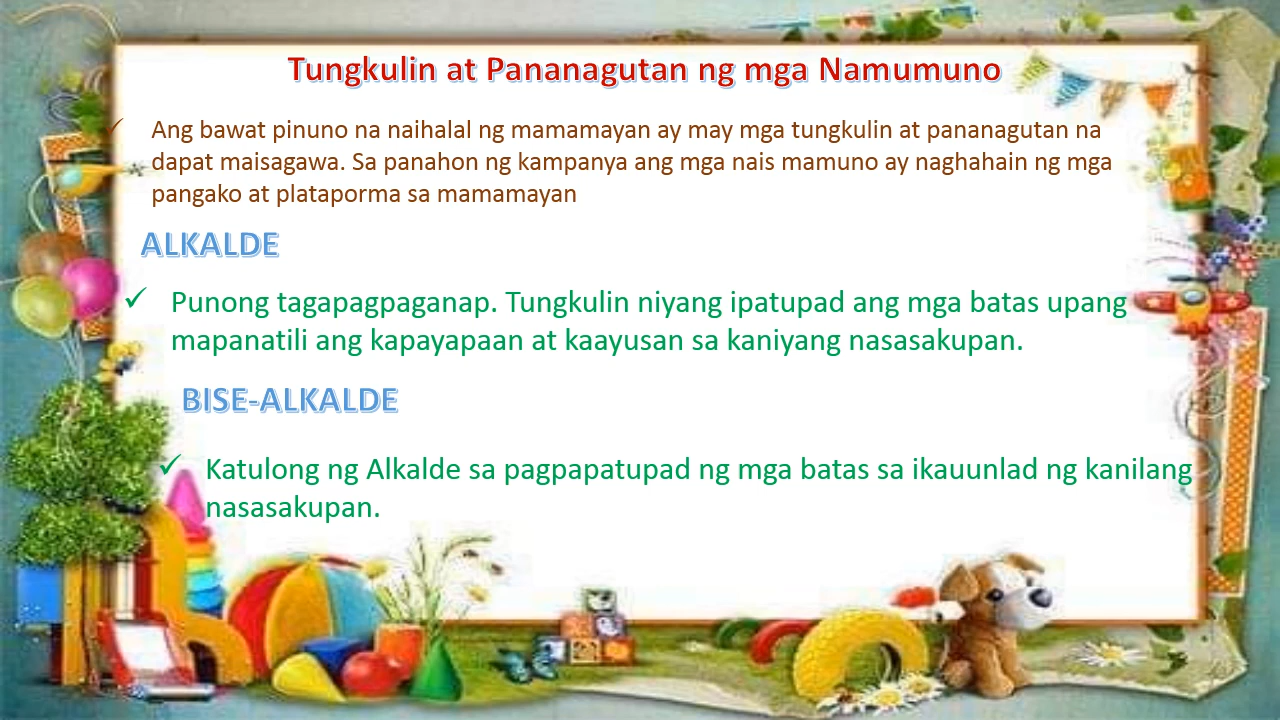 Tungkulin at Pananagutan ng mga Namumuno
✓ Ang bawat pinuno na naihalal ng mamamayan ay may mga tungkulin at pananagutan na
dapat maisagawa. Sa panahon ng kampanya ang mga nais mamuno ay naghahain ng mga
pangako at plataporma sa mamamayan
ALKALDE
✓ Punong tagapagpaganap. Tungkulin niyang ipatupad ang mga batas upang
mapanatili ang kapayapaan at kaayusan sa kaniyang nasasakupan.
BISE-ALKALDE
✓ Katulong ng Alkalde sa pagpapatupad ng mga batas sa ikauunlad ng kanilang
nasasakupan.